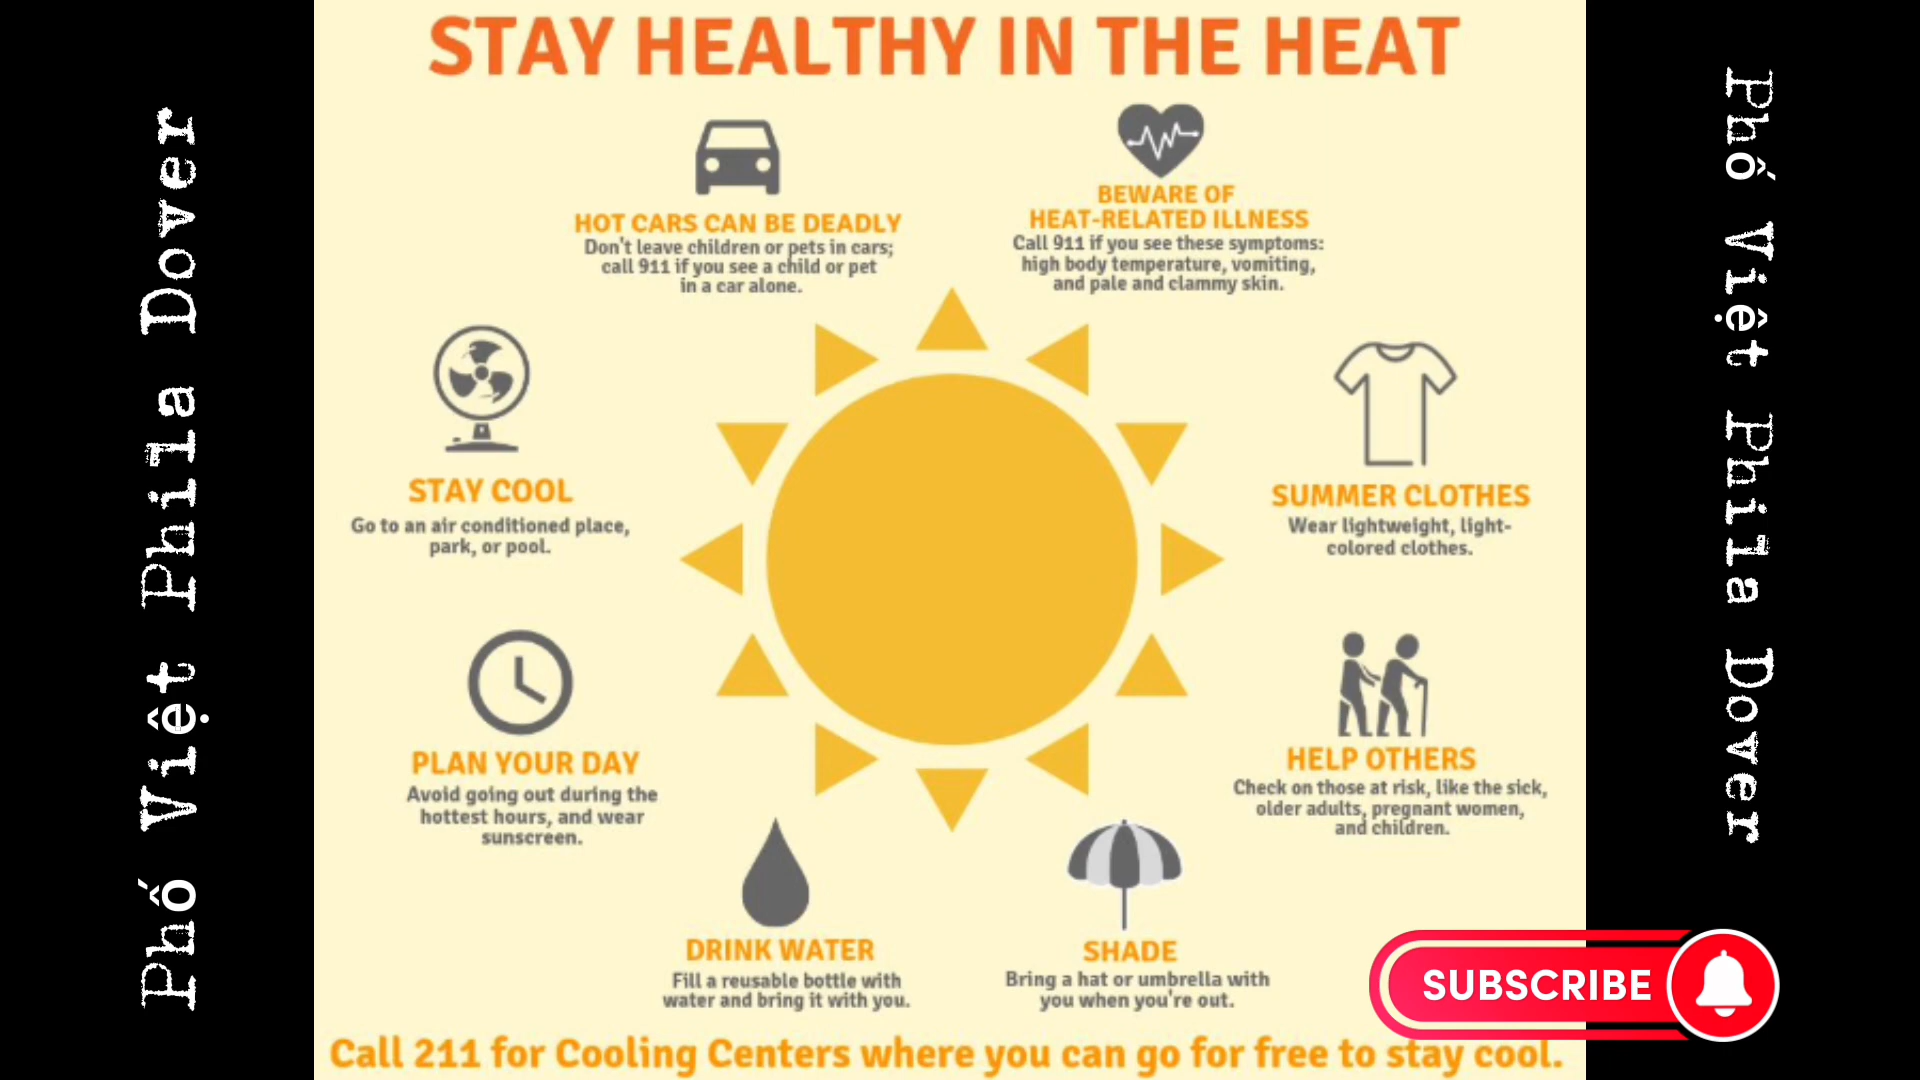 STAY HEALTHY IN THE HEAT
HOT CARS CAN BE DEADLY
Don't leave children or pets in cars;
call 911 if you see a child or pet
in a car alone.
BEWARE OF
HEAT-RELATED ILLNESS
Call 911 if you see these symptoms:
high body temperature, vomiting,
and pale and clammy skin.
STAY COOL
Go to an air conditioned place,
park, or pool.
SUMMER CLOTHES
Wear lightweight, light-
colored clothes.
PLAN YOUR DAY
Avoid going out during the
hottest hours, and wear
sunscreen.
HELP OTHERS
Check on those at risk, like the sick,
older adults, pregnant women,
and children.
DRINK WATER
Fill a reusable bottle with
water and bring it with you.
SHADE
Bring a hat or umbrella with
you when you're out.
Call 211 for Cooling Centers where you can go for free to stay cool.
SUBSCRIBE
Phố Việt Phila Dover
Phố Việt Phila Dover